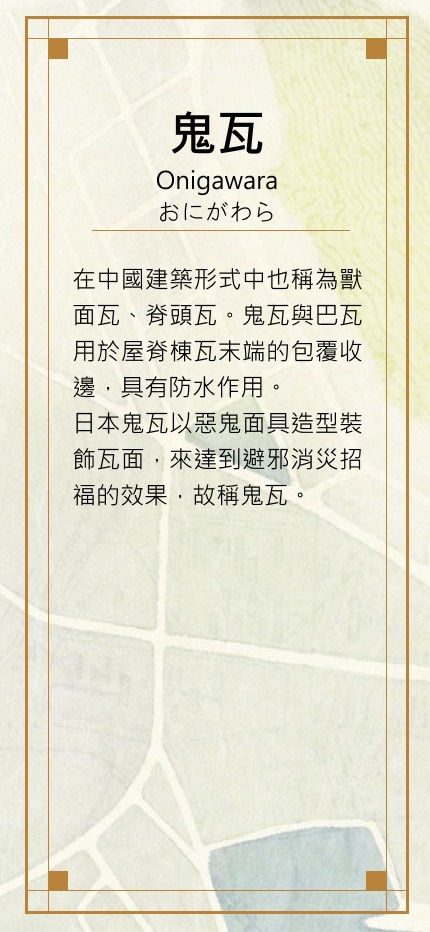 鬼瓦
Onigawara
おにがわら
在中國建築形式中也稱為獸
面瓦、脊頭瓦。鬼瓦與巴瓦
用於屋脊棟瓦末端的包覆收
邊，具有防水作用。
日本鬼瓦以惡鬼面具造型裝
飾瓦面，來達到避邪消災招
福的效果，故稱鬼瓦。